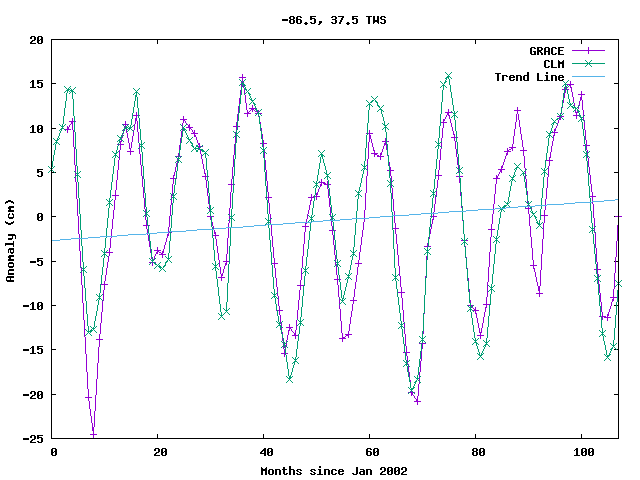 -86.5, 37.5 TWS
20
15
10
5
0
-5
-10
-15
-20
-25
Anomaly (cm)
GRACE
CLM
Trend Line
0 20 40 60 80 100
Months since Jan 2002